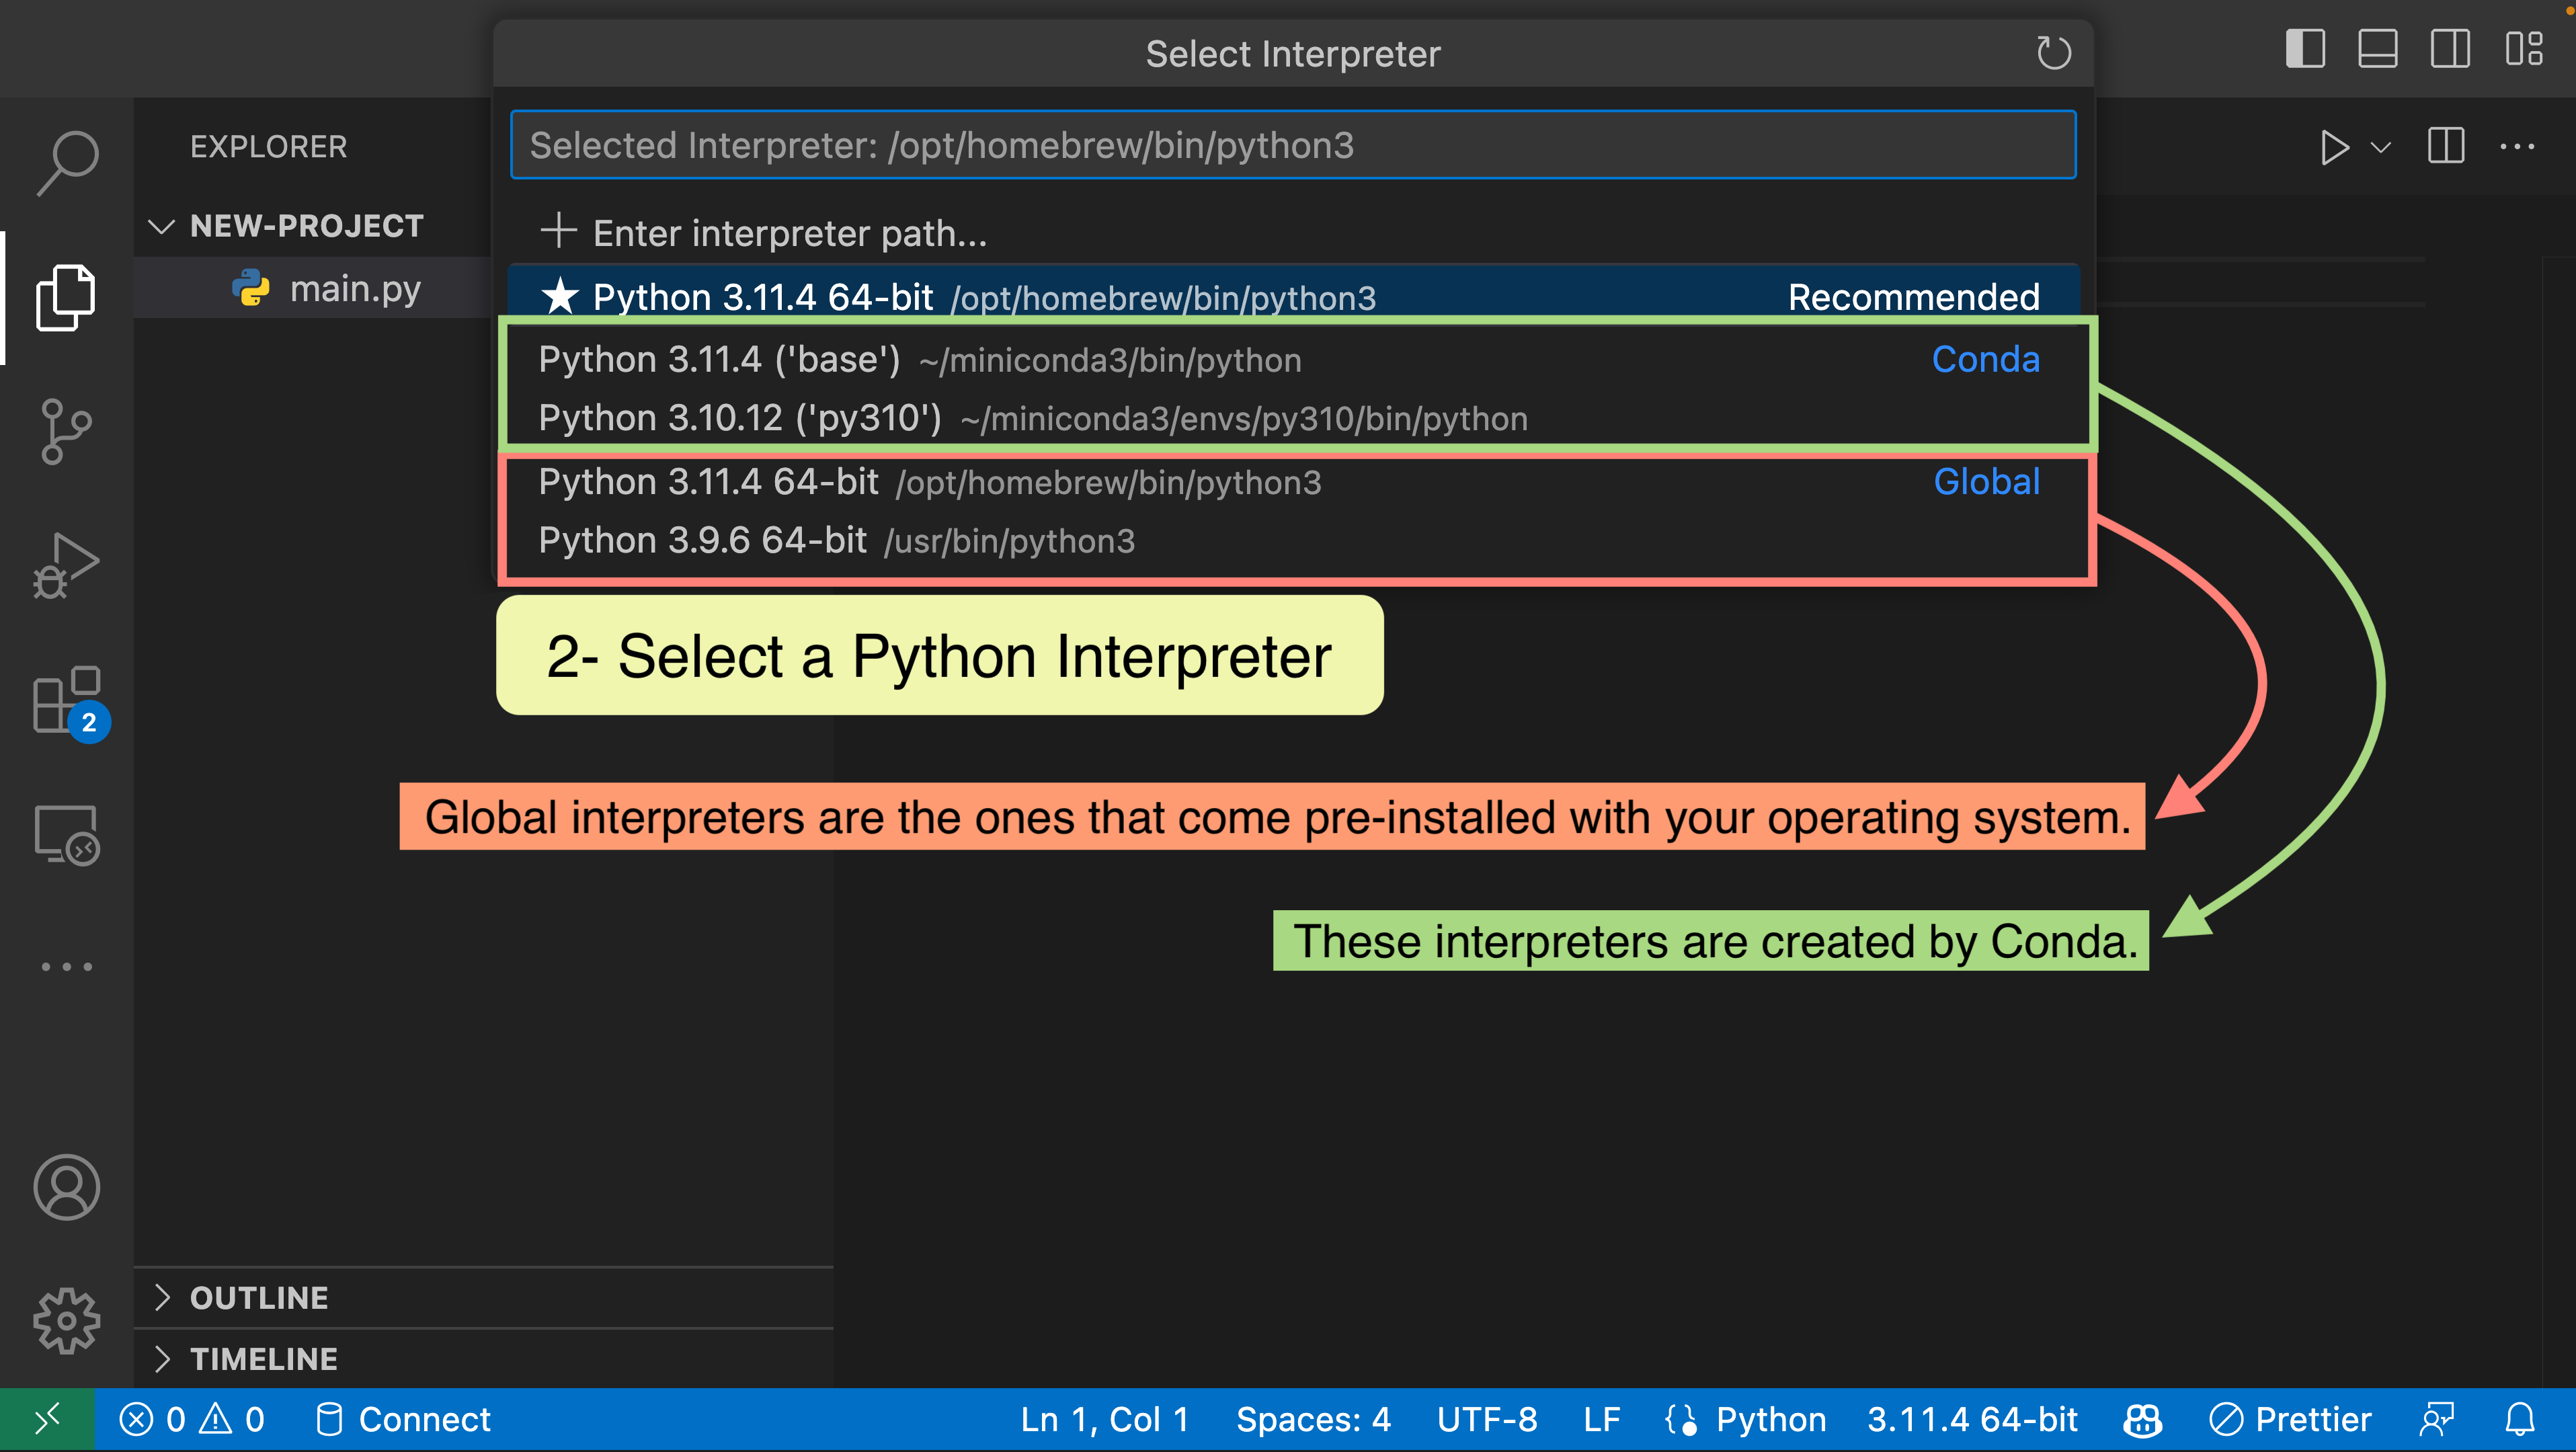 Select Interpreter
Selected Interpreter: /opt/homebrew/bin/python3
Enter interpreter path...
Python 3.11.4 64-bit /opt/homebrew/bin/python3 Recommended
Python 3.11.4 ('base') ~/miniconda3/bin/python Conda
Python 3.10.12 ('py310') ~/miniconda3/envs/py310/bin/python
Python 3.11.4 64-bit /opt/homebrew/bin/python3 Global
Python 3.9.6 64-bit /usr/bin/python3
EXPLORER
NEW-PROJECT
main.py
2
2- Select a Python Interpreter
Global interpreters are the ones that come pre-installed with your operating system.
These interpreters are created by Conda.
OUTLINE
TIMELINE
0 0 Connect Ln 1, Col 1 Spaces: 4 UTF-8 LF Python 3.11.4 64-bit Prettier